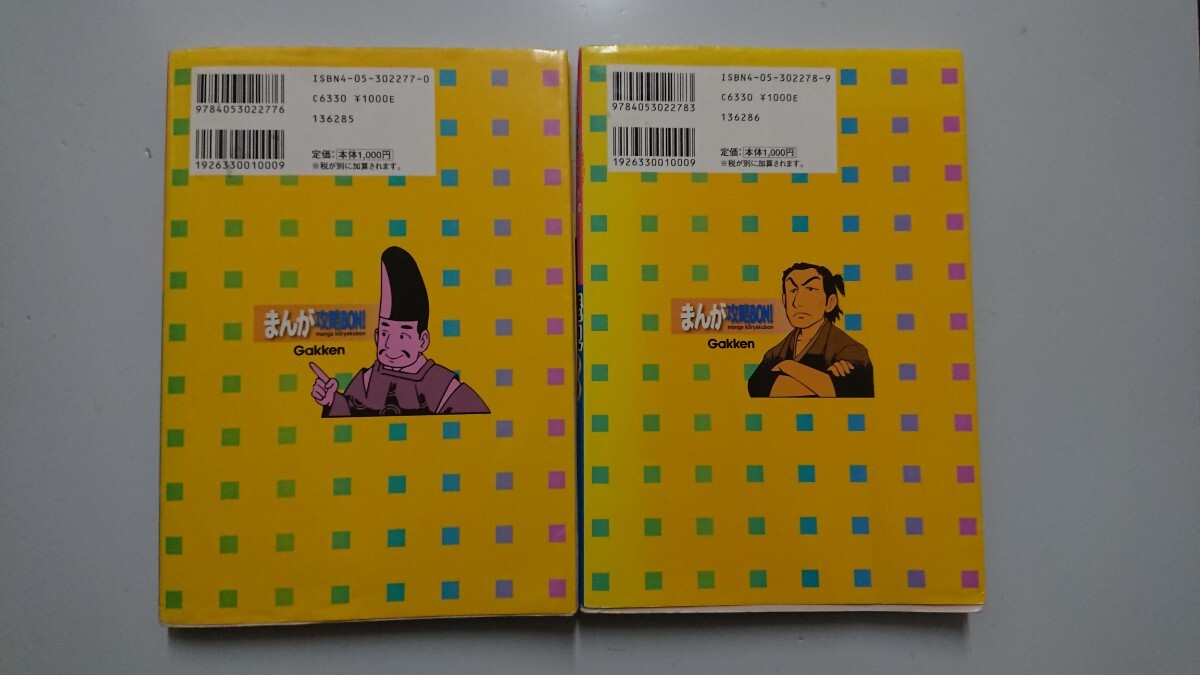 ISBN4-05-302277-0
9784053022776
C6330 ¥1000E
136285
1926330010009
定価:本体1,000円
※税が別に加算されます。
まんが攻略BON!
manga kōryakubon
Gakken
ISBN4-05-302278-9
9784053022783
C6330 ¥1000E
136286
1926330010009
定価:本体1,000円
※税が別に加算されます。
まんが攻略BON!
manga kōryakubon
Gakken